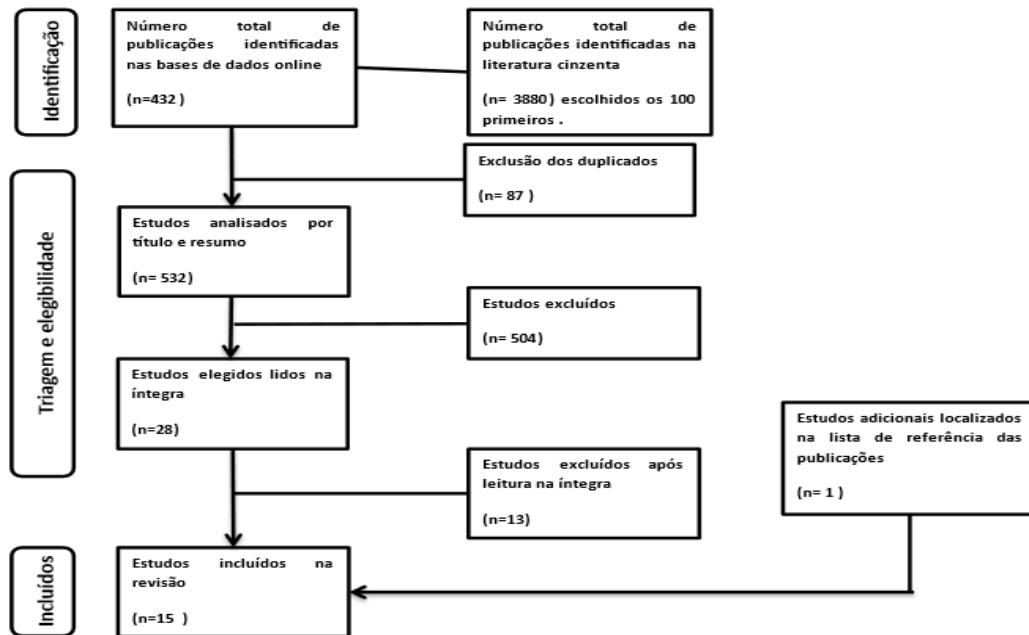 Identificação
Número total de
publicações identificadas
nas bases de dados online
(n=432 )
Número total de
publicações identificadas na
literatura cinzenta
(n= 3880) escolhidos os 100
primeiros .
Triagem e elegibilidade
Exclusão dos duplicados
(n= 87 )
Estudos analisados por
título e resumo
(n= 532)
Estudos excluídos
(n= 504)
Estudos elegidos lidos na
íntegra
(n=28)
Estudos adicionais localizados
na lista de referência das
publicações
(n= 1 )
Estudos excluídos após
leitura na íntegra
(n=13)
Incluídos
Estudos incluídos na
revisão
(n=15 )